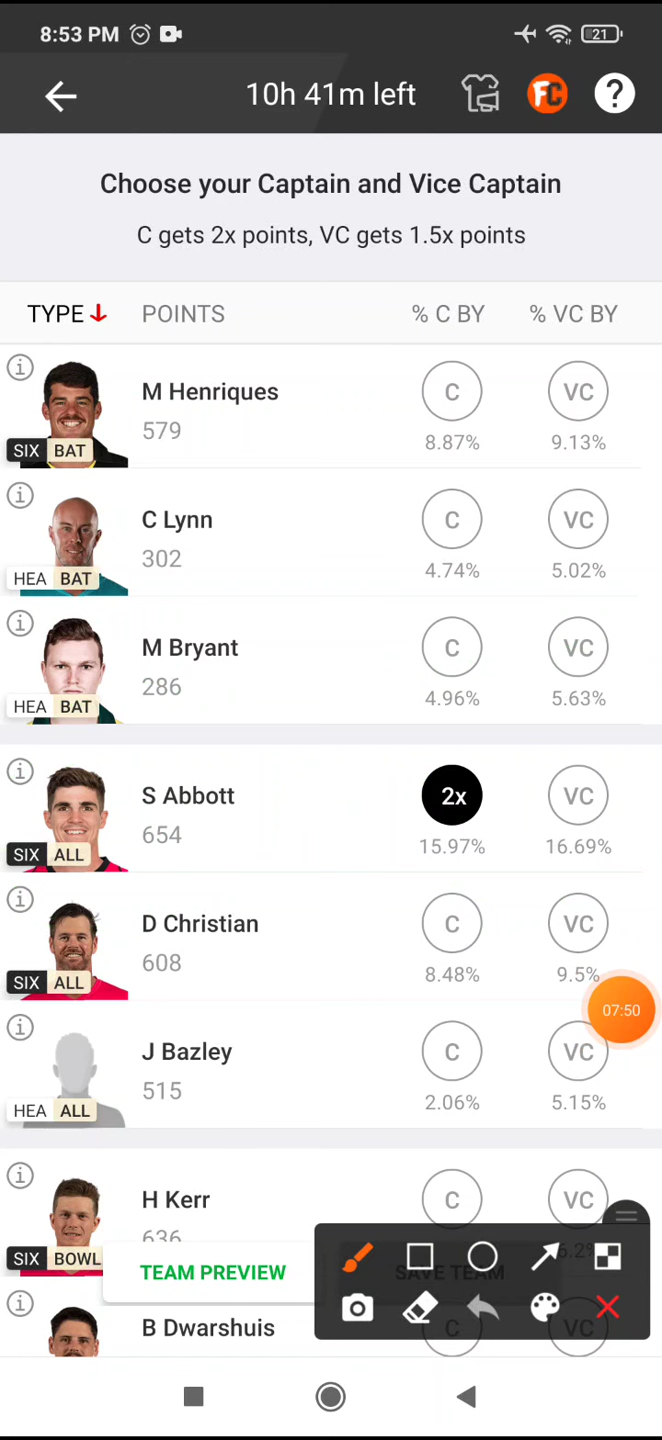 8:53 PM 21
10h 41m left FC ?
Choose your Captain and Vice Captain
C gets 2x points, VC gets 1.5x points
TYPE POINTS % C BY % VC BY
M Henriques C VC
579 8.87% 9.13%
SIX BAT
C Lynn C VC
302 4.74% 5.02%
HEA BAT
M Bryant C VC
286 4.96% 5.63%
HEA BAT
S Abbott 2x VC
654 15.97% 16.69%
SIX ALL
D Christian C VC
608 8.48% 9.5%
SIX ALL
07:50
J Bazley C VC
515 2.06% 5.15%
HEA ALL
H Kerr C VC
636
SIX BOWL
TEAM PREVIEW SAVE TEAM
B Dwarshuis C VC